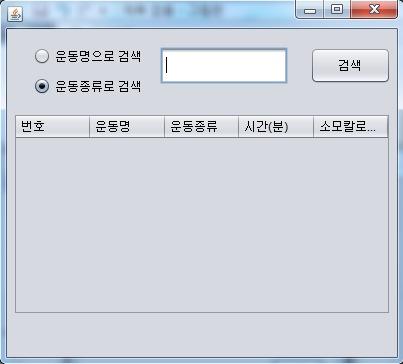 운동명으로 검색
운동종류로 검색
검색
번호 운동명 운동종류 시간(분) 소모칼로...